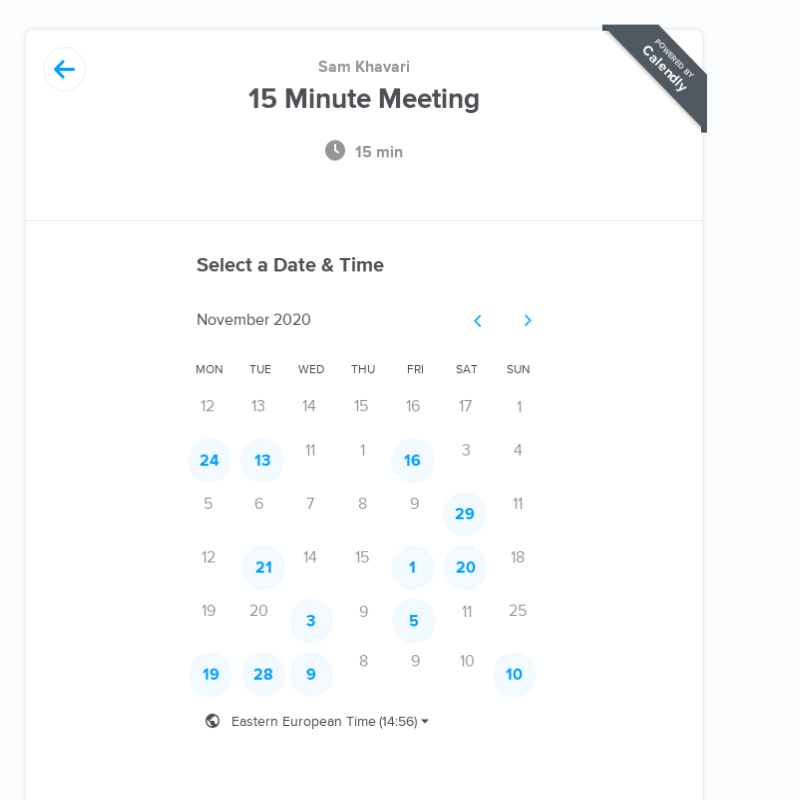 POWERED BY
Calendly
Sam Khavari
15 Minute Meeting
15 min
Select a Date & Time
November 2020
MON TUE WED THU FRI SAT SUN
12 13 14 15 16 17 1
24 13 11 1 16 3 4
5 6 7 8 9 29 11
12 21 14 15 1 20 18
19 20 3 9 5 11 25
19 28 9 8 9 10 10
Eastern European Time (14:56)